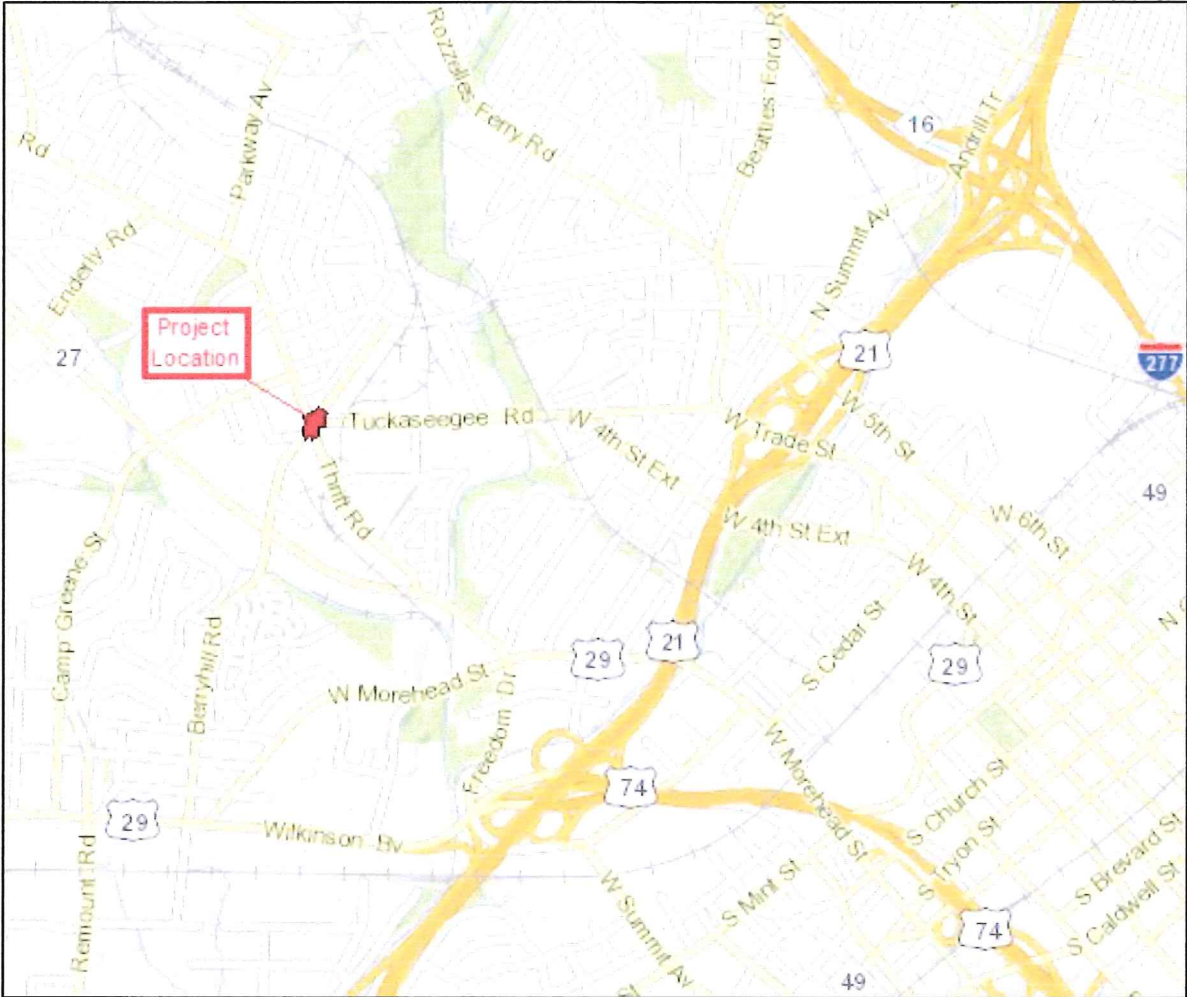 Rozzelles Ferry Rd
Beatties Ford Rd
Parkway Av
16
Andrill Tr
Rd
Enderly Rd
N Summit Av
Project
Location
27
21
277
Tuckaseegee Rd
W 4th St Ext
W Trade St
W 5th St
49
Thrift Rd
W 6th St
W 4th St Ext
W 4th St
Camp Greene St
Berryhill Rd
S Cedar St
N
29
21
29
W Morehead St
Freedom Dr
W Morehead St
74
S Church St
29
Wilkinson Bv
S Tryon St
S Brevard St
Remount Rd
W Summit Av
S Mint St
S Caldwell St
74
49
St